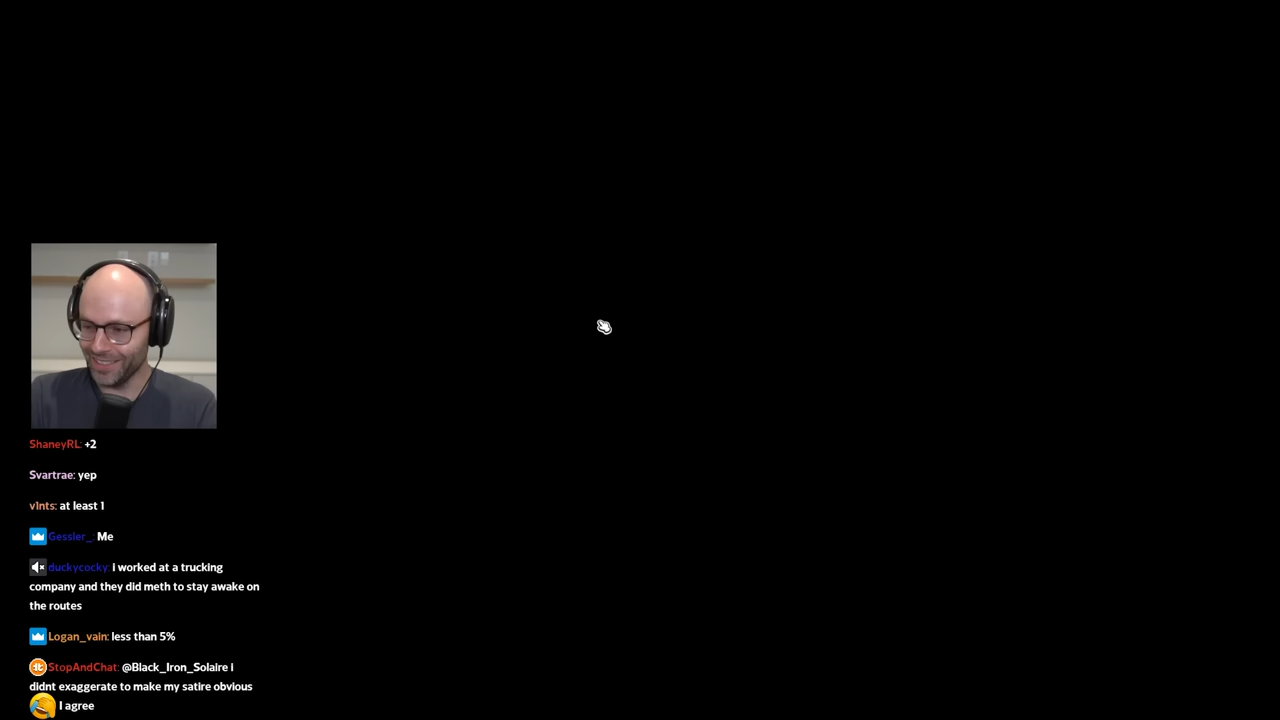 ShaneyRL: +2
Svartrae: yep
v1nts: at least 1
Gessler_: Me
duckycocky: i worked at a trucking
company and they did meth to stay awake on
the routes
Logan_vain: less than 5%
StopAndChat: @Black_Iron_Solaire i
didnt exaggerate to make my satire obvious
I agree